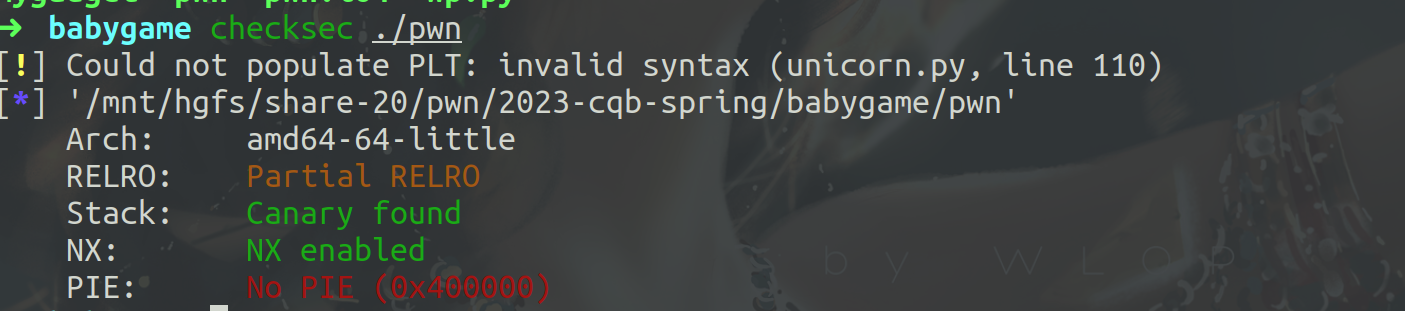 ➜ babygame checksec ./pwn
[!] Could not populate PLT: invalid syntax (unicorn.py, line 110)
[*] '/mnt/hgfs/share-20/pwn/2023-cqb-spring/babygame/pwn'
Arch: amd64-64-little
RELRO: Partial RELRO
Stack: Canary found
NX: NX enabled
PIE: No PIE (0x400000)
by WLOP